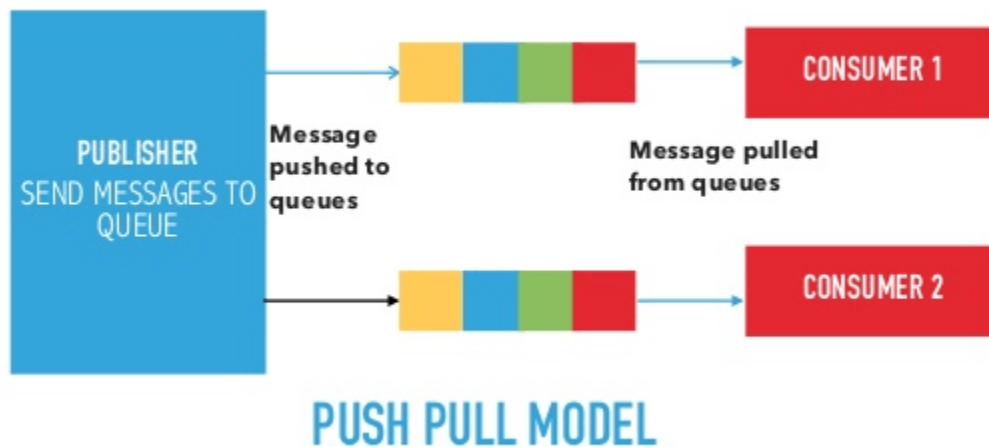 PUBLISHER
SEND MESSAGES TO
QUEUE
Message
pushed to
queues
Message pulled
from queues
CONSUMER 1
CONSUMER 2
PUSH PULL MODEL